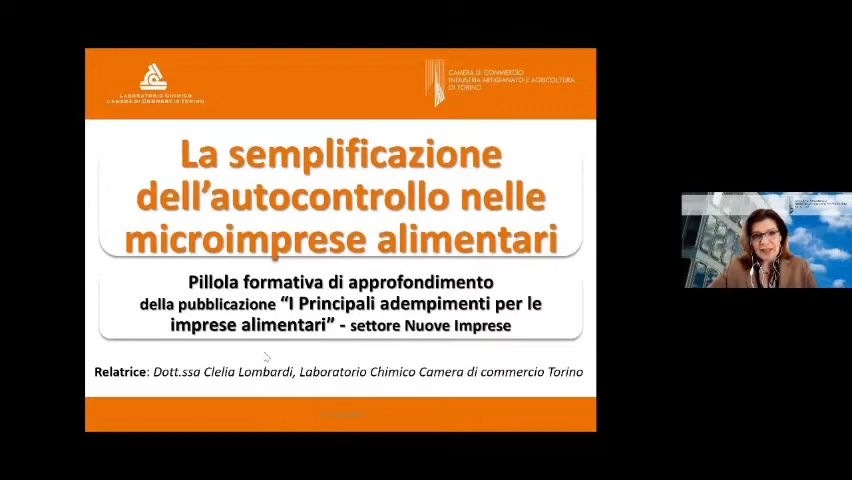 LABORATORIO CHIMICO
CAMERA DI COMMERCIO TORINO
CAMERA DI COMMERCIO
INDUSTRIA ARTIGIANATO E AGRICOLTURA
DI TORINO
La semplificazione
dell’autocontrollo nelle
microimprese alimentari
Pillola formativa di approfondimento
della pubblicazione “I Principali adempimenti per le
imprese alimentari” - settore Nuove Imprese
Relatrice: Dott.ssa Clelia Lombardi, Laboratorio Chimico Camera di commercio Torino